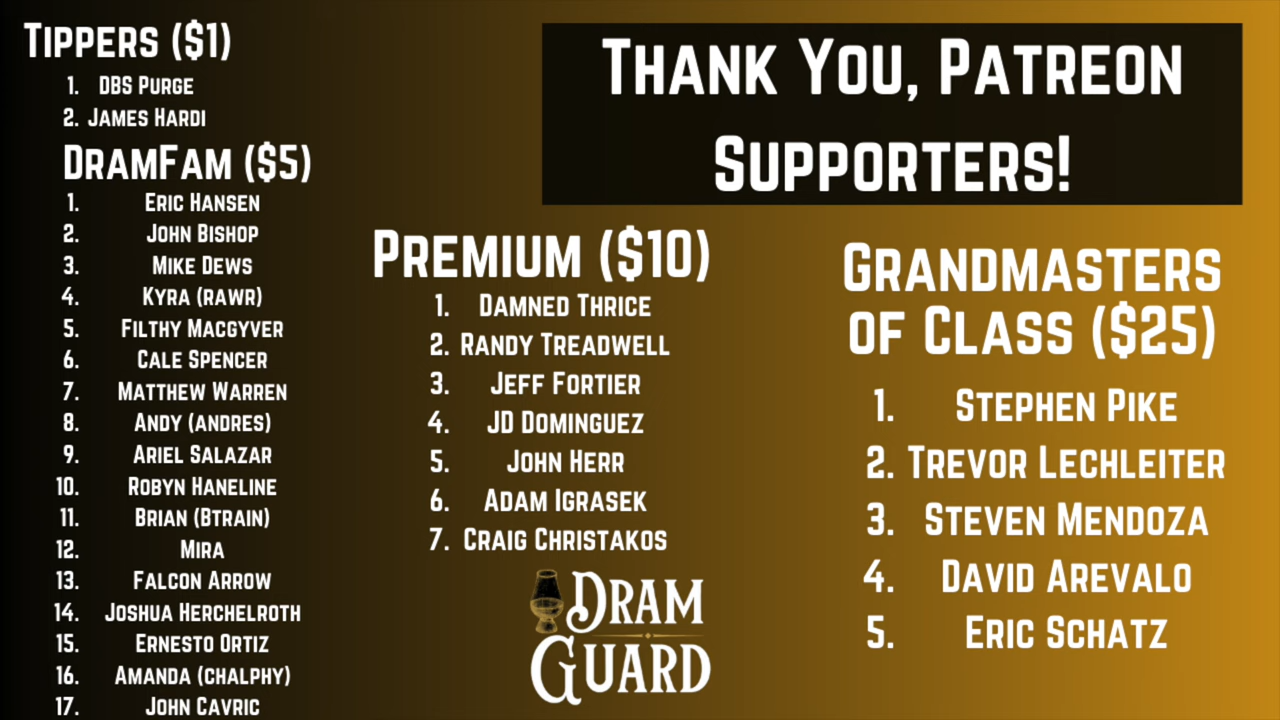 Tippers ($1)
1. DBS Purge
2. James Hardi
DramFam ($5)
1. Eric Hansen
2. John Bishop
3. Mike Dews
4. Kyra (rawr)
5. Filthy Macgyver
6. Cale Spencer
7. Matthew Warren
8. Andy (andres)
9. Ariel Salazar
10. Robyn Haneline
11. Brian (Btrain)
12. Mira
13. Falcon Arrow
14. Joshua Herchelroth
15. Ernesto Ortiz
16. Amanda (chalphy)
17. John Cavric
Thank You, Patreon
Supporters!
Premium ($10)
1. Damned Thrice
2. Randy Treadwell
3. Jeff Fortier
4. JD Dominguez
5. John Herr
6. Adam Igrasek
7. Craig Christakos
Dram
Guard
Grandmasters
of Class ($25)
1. Stephen Pike
2. Trevor Lechleiter
3. Steven Mendoza
4. David Arevalo
5. Eric Schatz